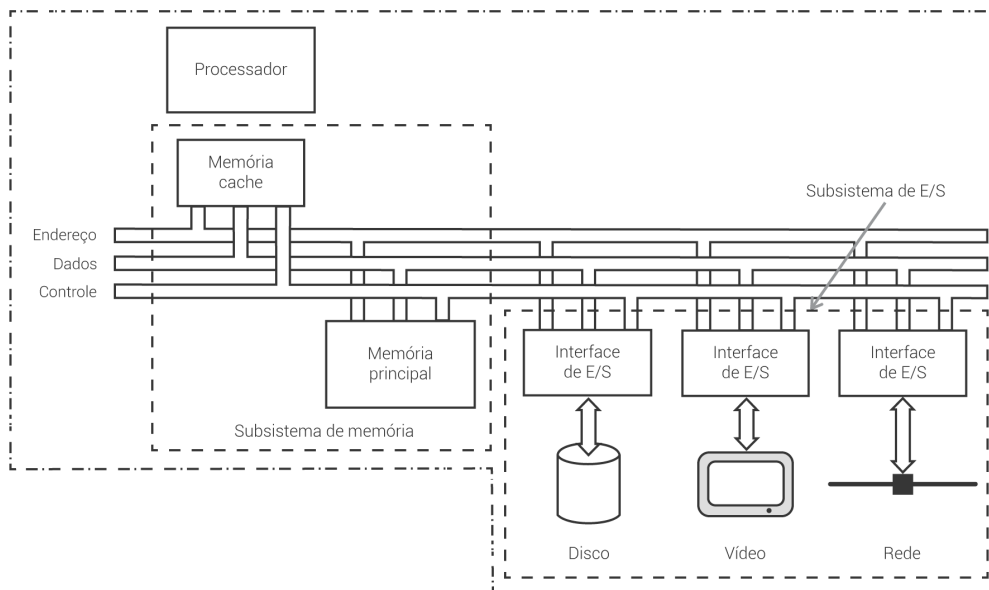 Processador
Memória
cache
Subsistema de E/S
Endereço
Dados
Controle
Memória
principal
Interface
de E/S
Interface
de E/S
Interface
de E/S
Subsistema de memória
Disco
Vídeo
Rede